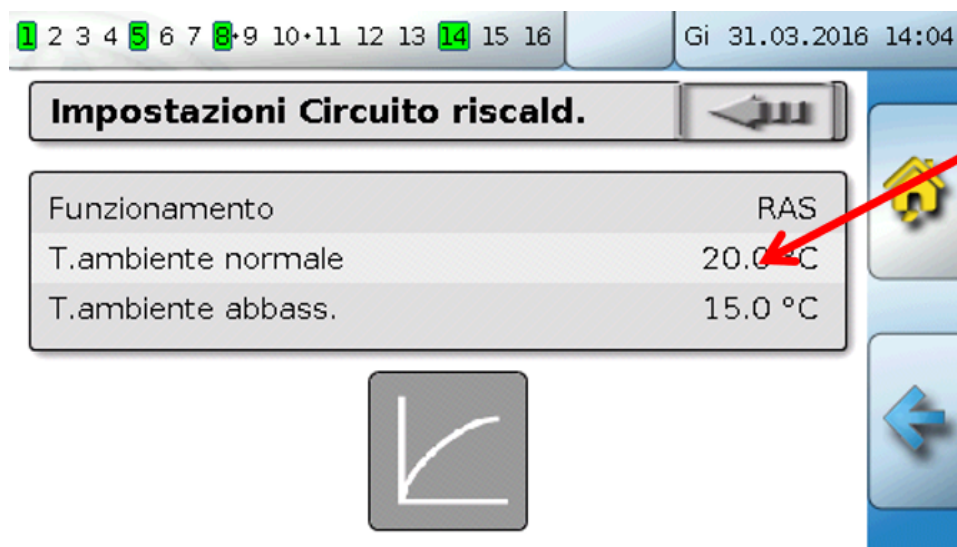 1 2 3 4 5 6 7 8•9 10•11 12 13 14 15 16 Gi 31.03.2016 14:04
Impostazioni Circuito riscald.
Funzionamento RAS
T.ambiente normale 20.0 °C
T.ambiente abbass. 15.0 °C